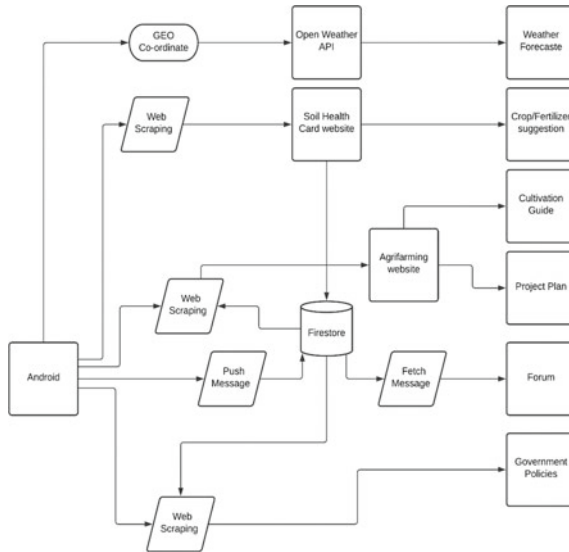 GEO
Co-ordinate
Open Weather
API
Weather
Forecaste
Web
Scraping
Soil Health
Card website
Crop/Fertilizer
suggestion
Cultivation
Guide
Agrifarming
website
Web
Scraping
Project Plan
Firestore
Android
Push
Message
Fetch
Message
Forum
Government
Policies
Web
Scraping